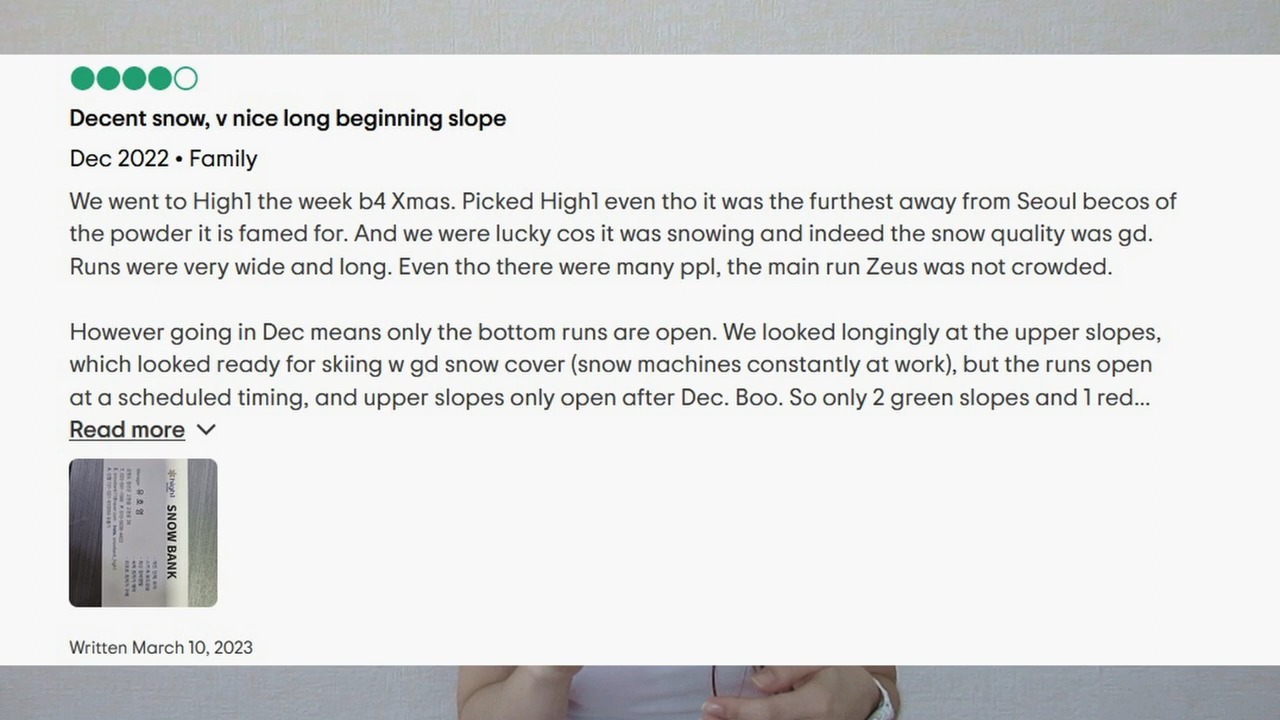 Decent snow, v nice long beginning slope
Dec 2022 • Family
We went to High1 the week b4 Xmas. Picked High1 even tho it was the furthest away from Seoul becos of
the powder it is famed for. And we were lucky cos it was snowing and indeed the snow quality was gd.
Runs were very wide and long. Even tho there were many ppl, the main run Zeus was not crowded.
However going in Dec means only the bottom runs are open. We looked longingly at the upper slopes,
which looked ready for skiing w gd snow cover (snow machines constantly at work), but the runs open
at a scheduled timing, and upper slopes only open after Dec. Boo. So only 2 green slopes and 1 red...
Read more
high1 SNOW BANK
Written March 10, 2023